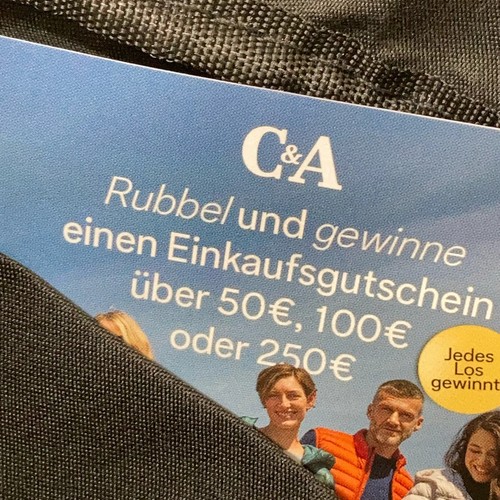 C&A
Rubbel und gewinne
einen Einkaufsgutschein
über 50€, 100€
oder 250€
Jedes
Los
gewinnt